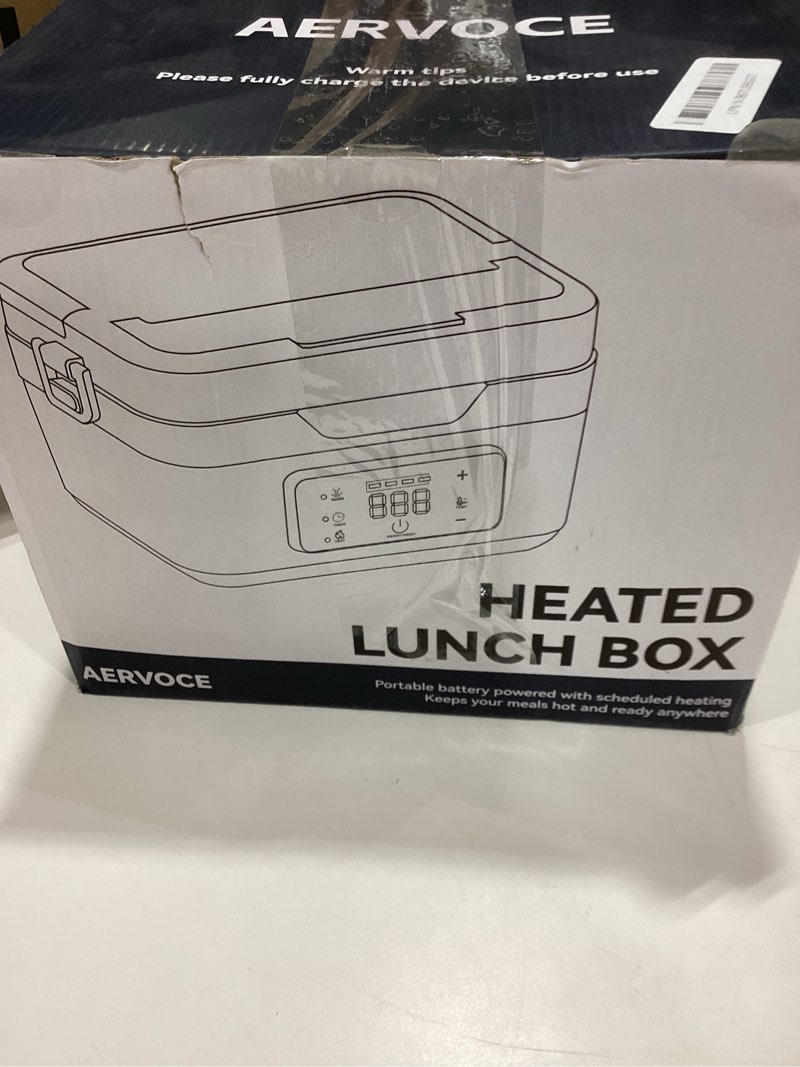 AERVOCE
Warm tips
Please fully charge the device before use
888
HEATED
LUNCH BOX
AERVOCE
Portable battery powered with scheduled heating
Keeps your meals hot and ready anywhere